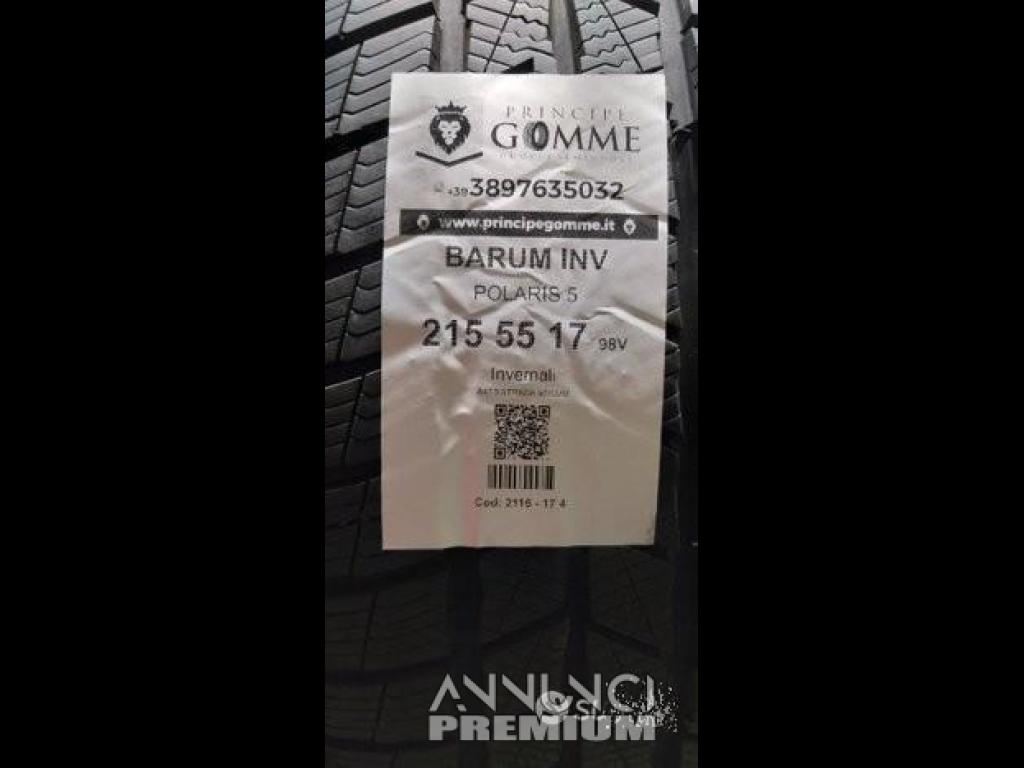 PRINCIPE
GOMME
+39 3897635032
www.principegomme.it
BARUM INV
POLARIS 5
215 55 17 98V
Invernali
Cod: 2116 - 17 4
ANNUNCI
PREMIUM